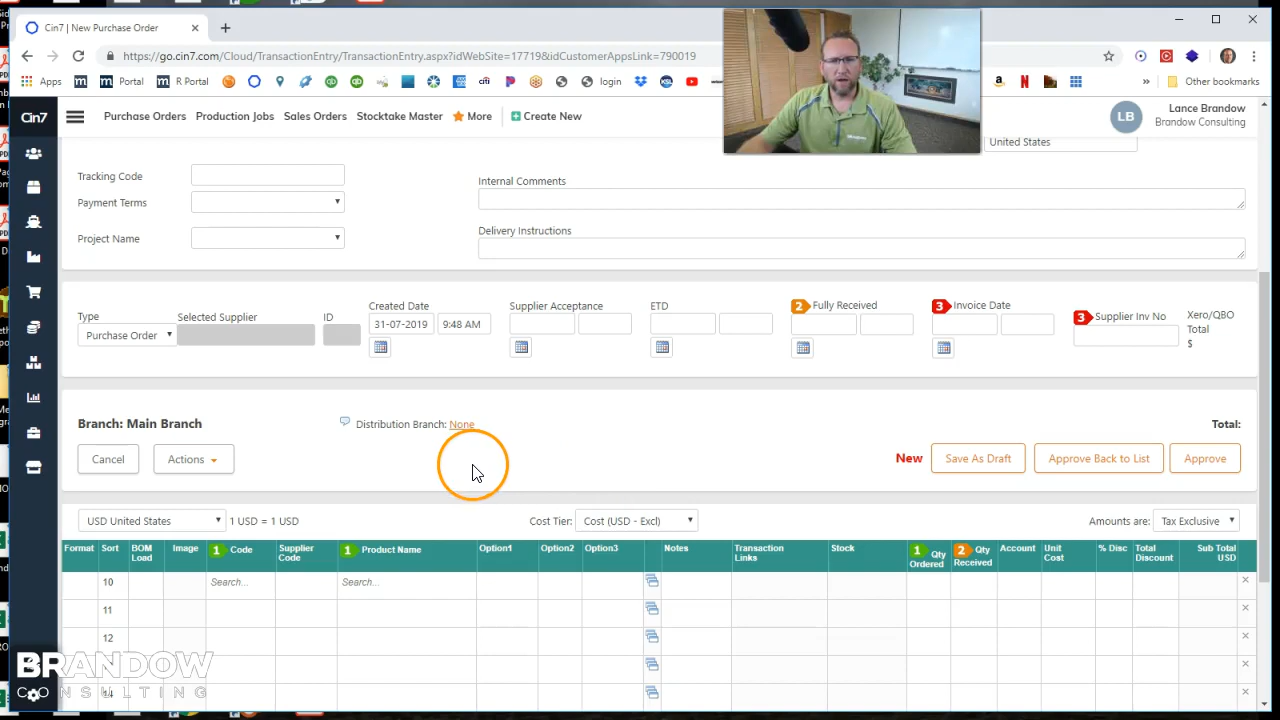 Cin7 | New Purchase Order
https://go.cin7.com/Cloud/TransactionEntry/TransactionEntry.aspx?idWebSite=17719&idCustomerAppsLink=790019
Apps Portal R Portal login Other bookmarks
Cin7 Purchase Orders Production Jobs Sales Orders Stocktake Master More Create New
LB Lance Brandow
Brandow Consulting
United States
Tracking Code
Internal Comments
Payment Terms
Delivery Instructions
Project Name
Type Selected Supplier ID Created Date Supplier Acceptance ETD 2 Fully Received 3 Invoice Date 3 Supplier Inv No Xero/QBO
Total
$
Purchase Order 31-07-2019 9:48 AM
Branch: Main Branch Distribution Branch: None Total:
Cancel Actions New Save As Draft Approve Back to List Approve
USD United States 1 USD = 1 USD Cost Tier: Cost (USD - Excl) Amounts are: Tax Exclusive
Format Sort BOM Load Image 1 Code Supplier Code 1 Product Name Option1 Option2 Option3 Notes Transaction Links Stock 1 Qty Ordered 2 Qty Received Account Unit Cost % Disc Total Discount Sub Total USD
10 Search... Search...
11
12
BRANDOW
CONSULTING